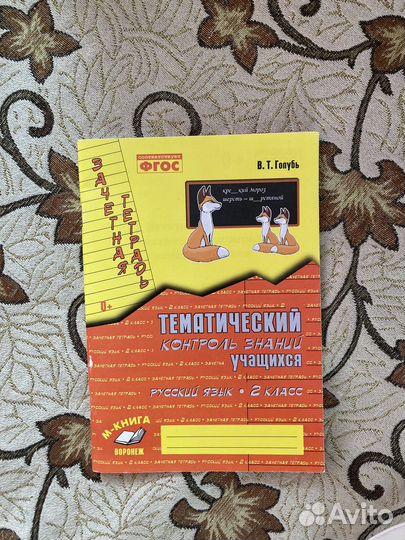 соответствует
ФГОС
В. Т. Голубь
ЗАЧЕТНАЯ
ТЕТРАДЬ
кре__кий мороз
шерсть – ш__рстяной
0+
ТЕМАТИЧЕСКИЙ
КОНТРОЛЬ ЗНАНИЙ
УЧАЩИХСЯ
РУССКИЙ ЯЗЫК • 2 КЛАСС
М-КНИГА
ВОРОНЕЖ
Avito